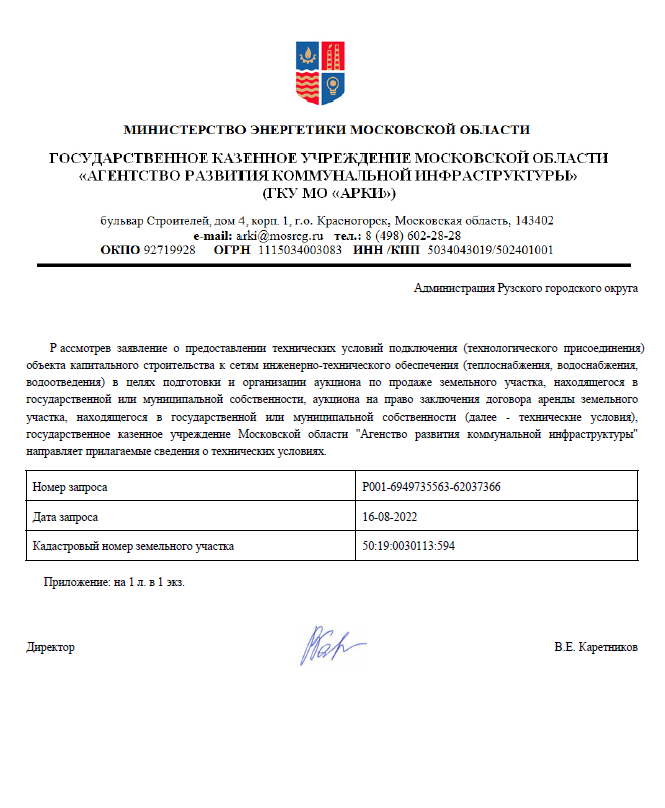 МИНИСТЕРСТВО ЭНЕРГЕТИКИ МОСКОВСКОЙ ОБЛАСТИ
ГОСУДАРСТВЕННОЕ КАЗЕННОЕ УЧРЕЖДЕНИЕ МОСКОВСКОЙ ОБЛАСТИ
«АГЕНТСТВО РАЗВИТИЯ КОММУНАЛЬНОЙ ИНФРАСТРУКТУРЫ»
(ГКУ МО «АРКИ»)
бульвар Строителей, дом 4, корп. 1, г.о. Красногорск, Московская область, 143402
e-mail: arki@mosreg.ru тел.: 8 (498) 602-28-28
ОКПО 92719928 ОГРН 1115034003083 ИНН /КПП 5034043019/502401001
Администрация Рузского городского округа
Р ассмотрев заявление о предоставлении технических условий подключения (технологического присоединения)
объекта капитального строительства к сетям инженерно-технического обеспечения (теплоснабжения, водоснабжения,
водоотведения) в целях подготовки и организации аукциона по продаже земельного участка, находящегося в
государственной или муниципальной собственности, аукциона на право заключения договора аренды земельного
участка, находящегося в государственной или муниципальной собственности (далее - технические условия),
государственное казенное учреждение Московской области "Агенство развития коммунальной инфраструктуры"
направляет прилагаемые сведения о технических условиях.
Номер запроса P001-6949735563-62037366
Дата запроса 16-08-2022
Кадастровый номер земельного участка 50:19:0030113:594
Приложение: на 1 л. в 1 экз.
Директор В.Е. Каретников